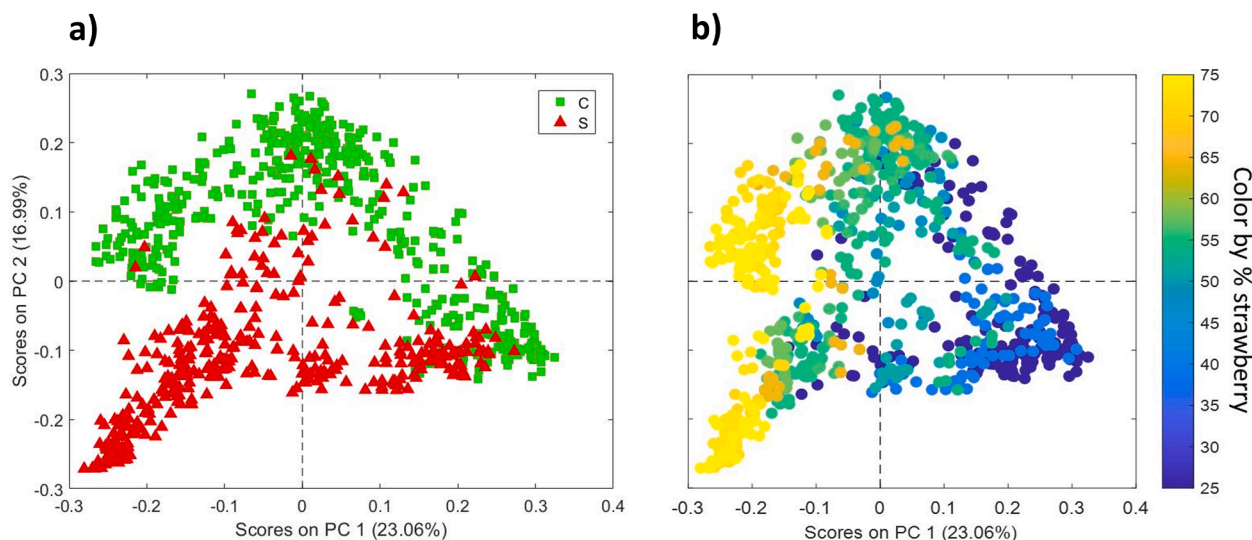 a)
0.3
0.2
0.1
0
-0.1
-0.2
-0.3
-0.3 -0.2 -0.1 0 0.1 0.2 0.3 0.4
Scores on PC 2 (16.99%)
Scores on PC 1 (23.06%)
C
S
b)
-0.3 -0.2 -0.1 0 0.1 0.2 0.3 0.4
Scores on PC 1 (23.06%)
75
70
65
60
55
50
45
40
35
30
25
Color by % strawberry